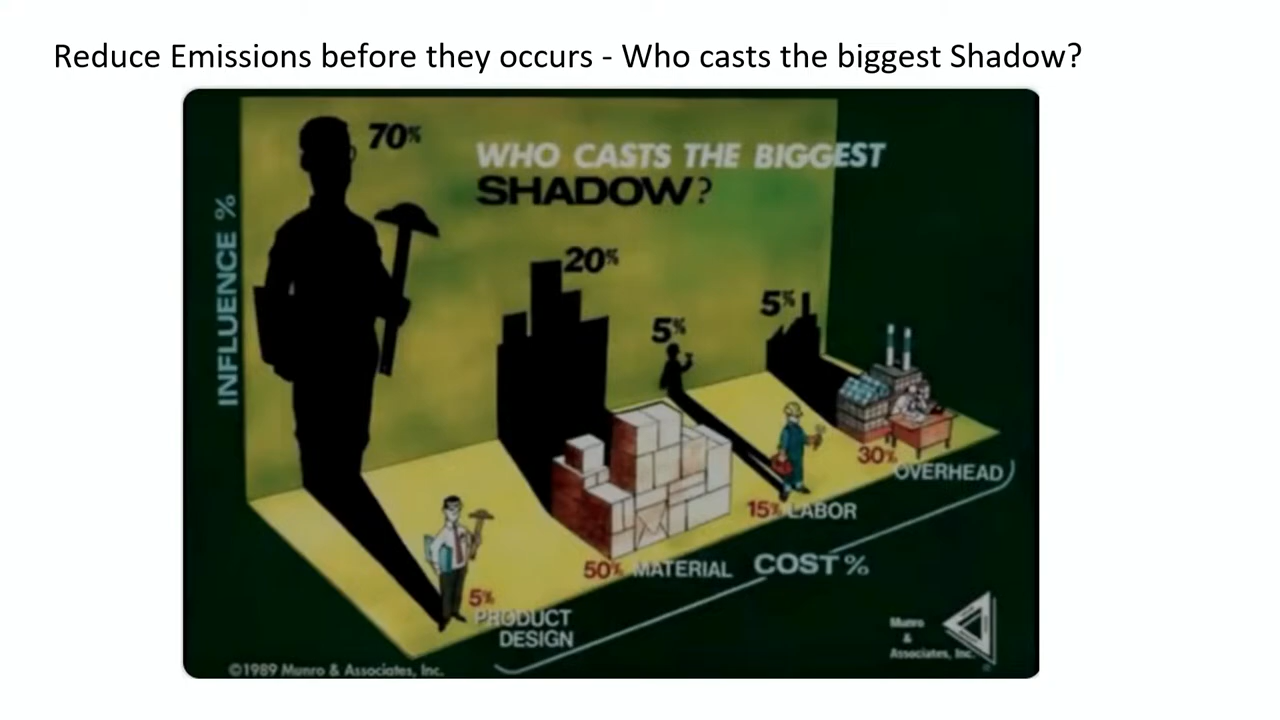 Reduce Emissions before they occurs - Who casts the biggest Shadow?
70%
WHO CASTS THE BIGGEST
SHADOW?
INFLUENCE %
20%
5%
5%
30%
OVERHEAD
15% LABOR
50% MATERIAL
COST %
5%
PRODUCT
DESIGN
Munro
&
Associates, Inc.
©1989 Munro & Associates, Inc.